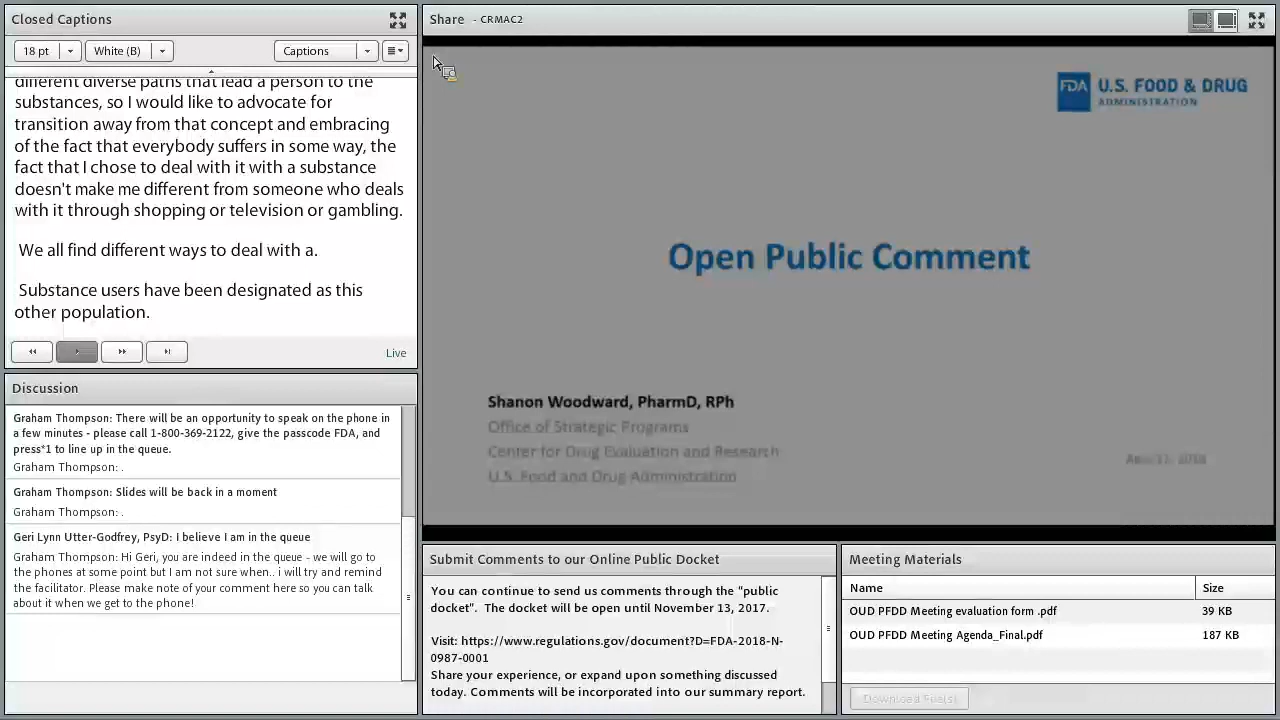 Closed Captions
18 pt
White (B)
Captions
different diverse paths that lead a person to the
substances, so I would like to advocate for
transition away from that concept and embracing
of the fact that everybody suffers in some way, the
fact that I chose to deal with it with a substance
doesn't make me different from someone who deals
with it through shopping or television or gambling.
We all find different ways to deal with a.
Substance users have been designated as this
other population.
Live
Discussion
Graham Thompson: There will be an opportunity to speak on the phone in
a few minutes - please call 1-800-369-2122, give the passcode FDA, and
press*1 to line up in the queue.
Graham Thompson: .
Graham Thompson: Slides will be back in a moment
Graham Thompson: .
Geri Lynn Utter-Godfrey, PsyD: I believe I am in the queue
Graham Thompson: Hi Geri, you are indeed in the queue - we will go to
the phones at some point but I am not sure when.. i will try and remind
the facilitator. Please make note of your comment here so you can talk
about it when we get to the phone!
Share - CRMAC2
FDA U.S. FOOD & DRUG
ADMINISTRATION
Open Public Comment
Shanon Woodward, PharmD, RPh
Office of Strategic Programs
Center for Drug Evaluation and Research
U.S. Food and Drug Administration
Submit Comments to our Online Public Docket
You can continue to send us comments through the "public
docket". The docket will be open until November 13, 2017.
Visit: https://www.regulations.gov/document?D=FDA-2018-N-
0987-0001
Share your experience, or expand upon something discussed
today. Comments will be incorporated into our summary report.
Meeting Materials
Name Size
OUD PFDD Meeting evaluation form .pdf 39 KB
OUD PFDD Meeting Agenda_Final.pdf 187 KB
Download File(s)